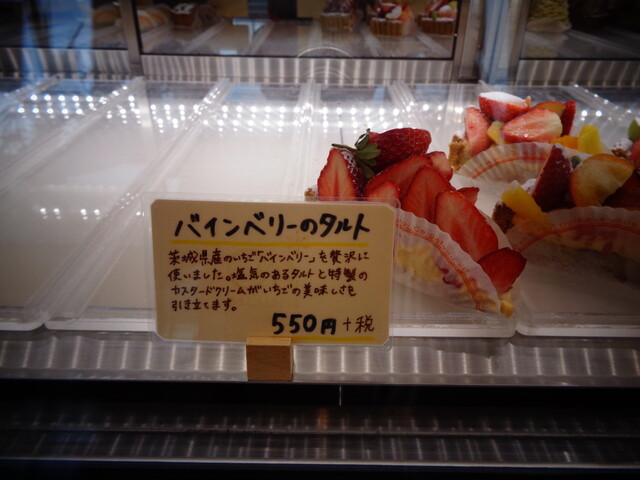 バインベリーのタルト
茨城県産のいちご「バインベリー」を贅沢に
使いました。塩気のあるタルトと特製の
カスタードクリームがいちごの美味しさを
引き立てます。
550円+税